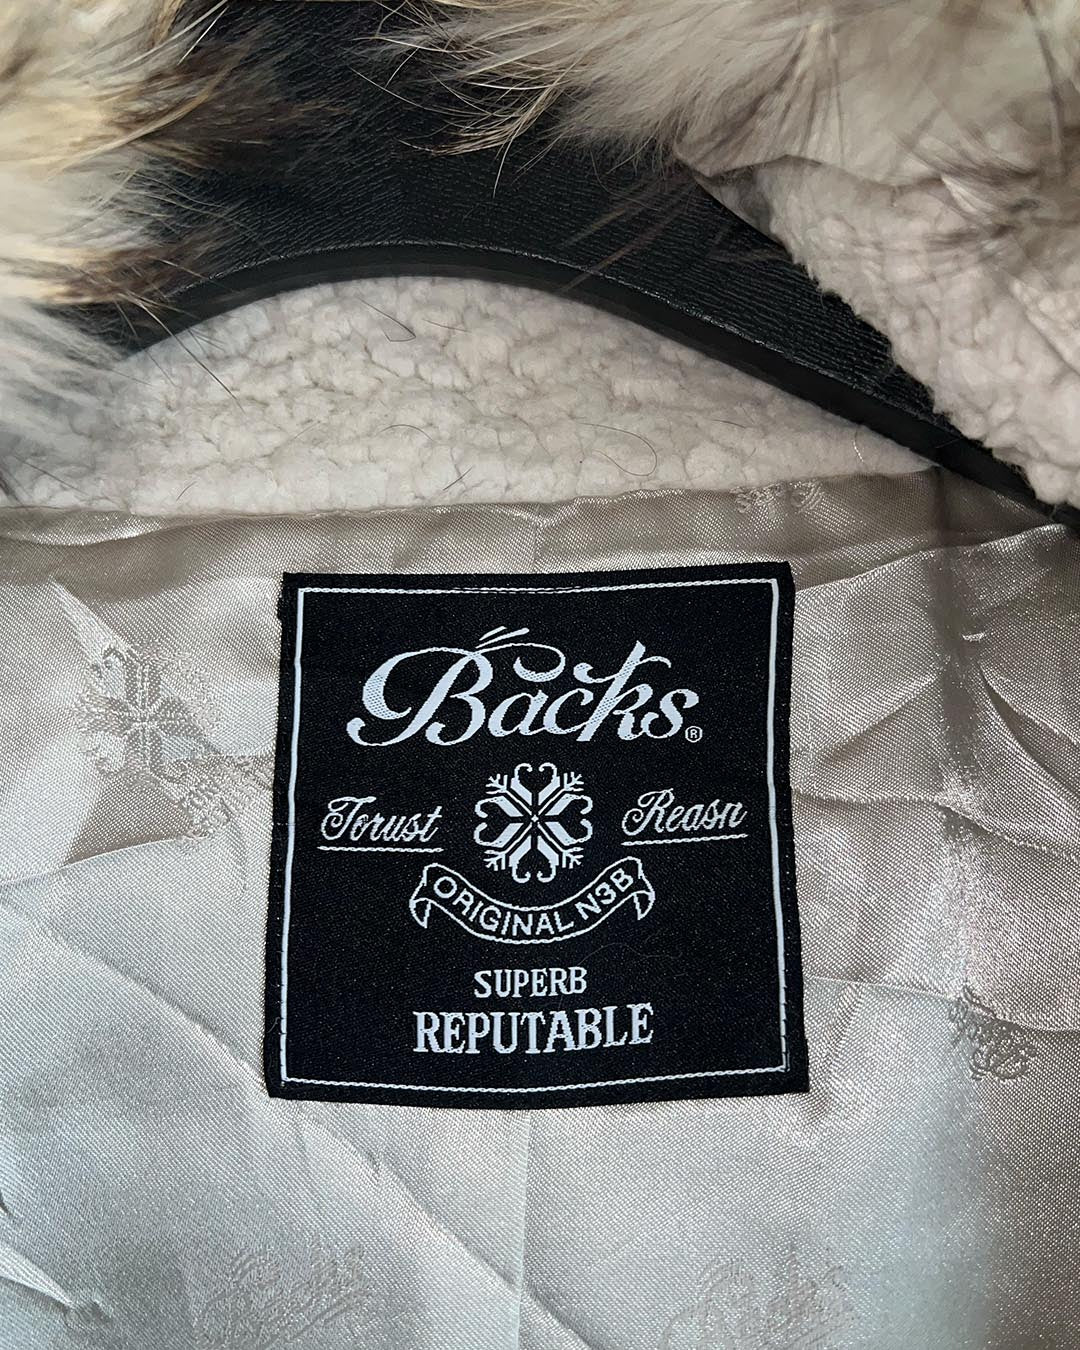 Backs®
Torust Reasn
ORIGINAL N3B
SUPERB
REPUTABLE